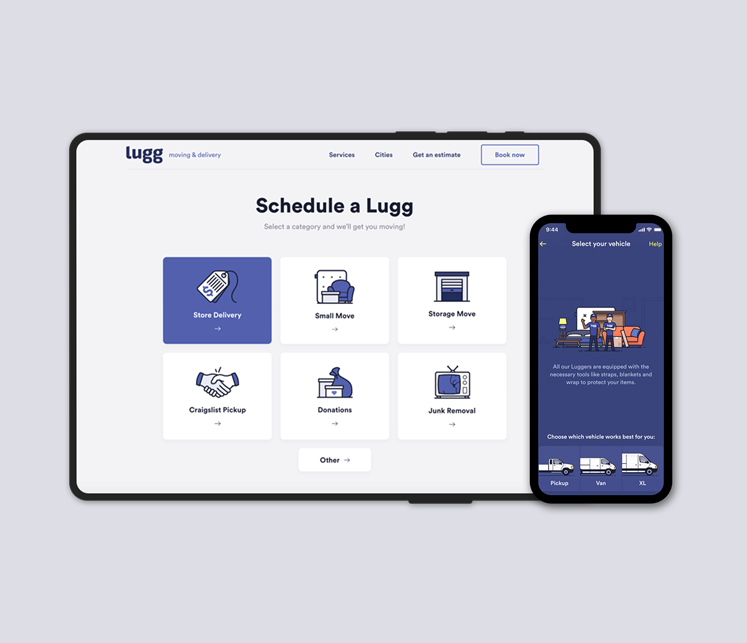 lugg moving & delivery
Services Cities Get an estimate Book now
Schedule a Lugg
Select a category and we'll get you moving!
Store Delivery
Small Move
Storage Move
Craigslist Pickup
Donations
Junk Removal
Other
9:44
Select your vehicle Help
All our Luggers are equipped with the
necessary tools like straps, blankets and
wrap to protect your items.
Choose which vehicle works best for you:
Pickup Van XL